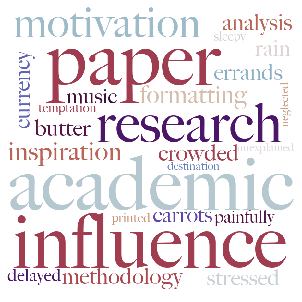 motivation
analysis
sleepy
rain
currency
paper
errands
music
formatting
temptation
neglected
butter
research
inspiration
crowded
unexplained
destination
academic
printed
carrots
painfully
influence
delayed
methodology
stressed